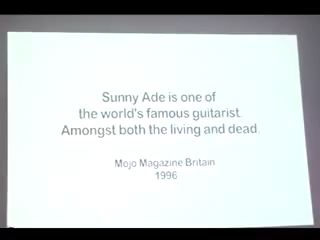 Sunny Ade is one of
the world's famous guitarist.
Amongst both the living and dead.
Mojo Magazine Britain
1996